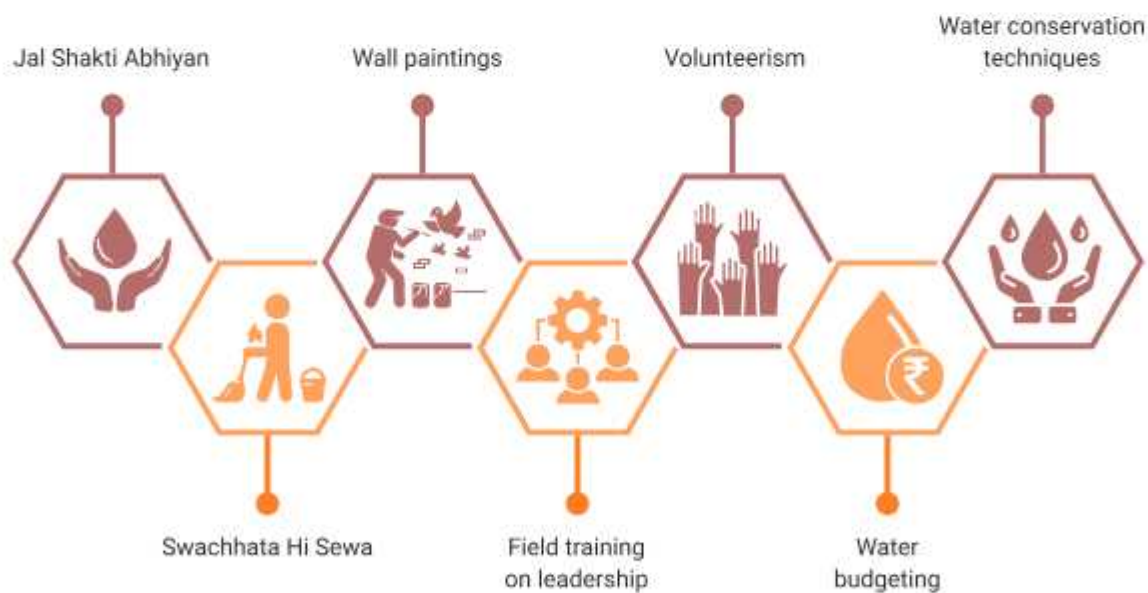 Jal Shakti Abhiyan
Wall paintings
Volunteerism
Water conservation
techniques
₹
Swachhata Hi Sewa
Field training
on leadership
Water
budgeting